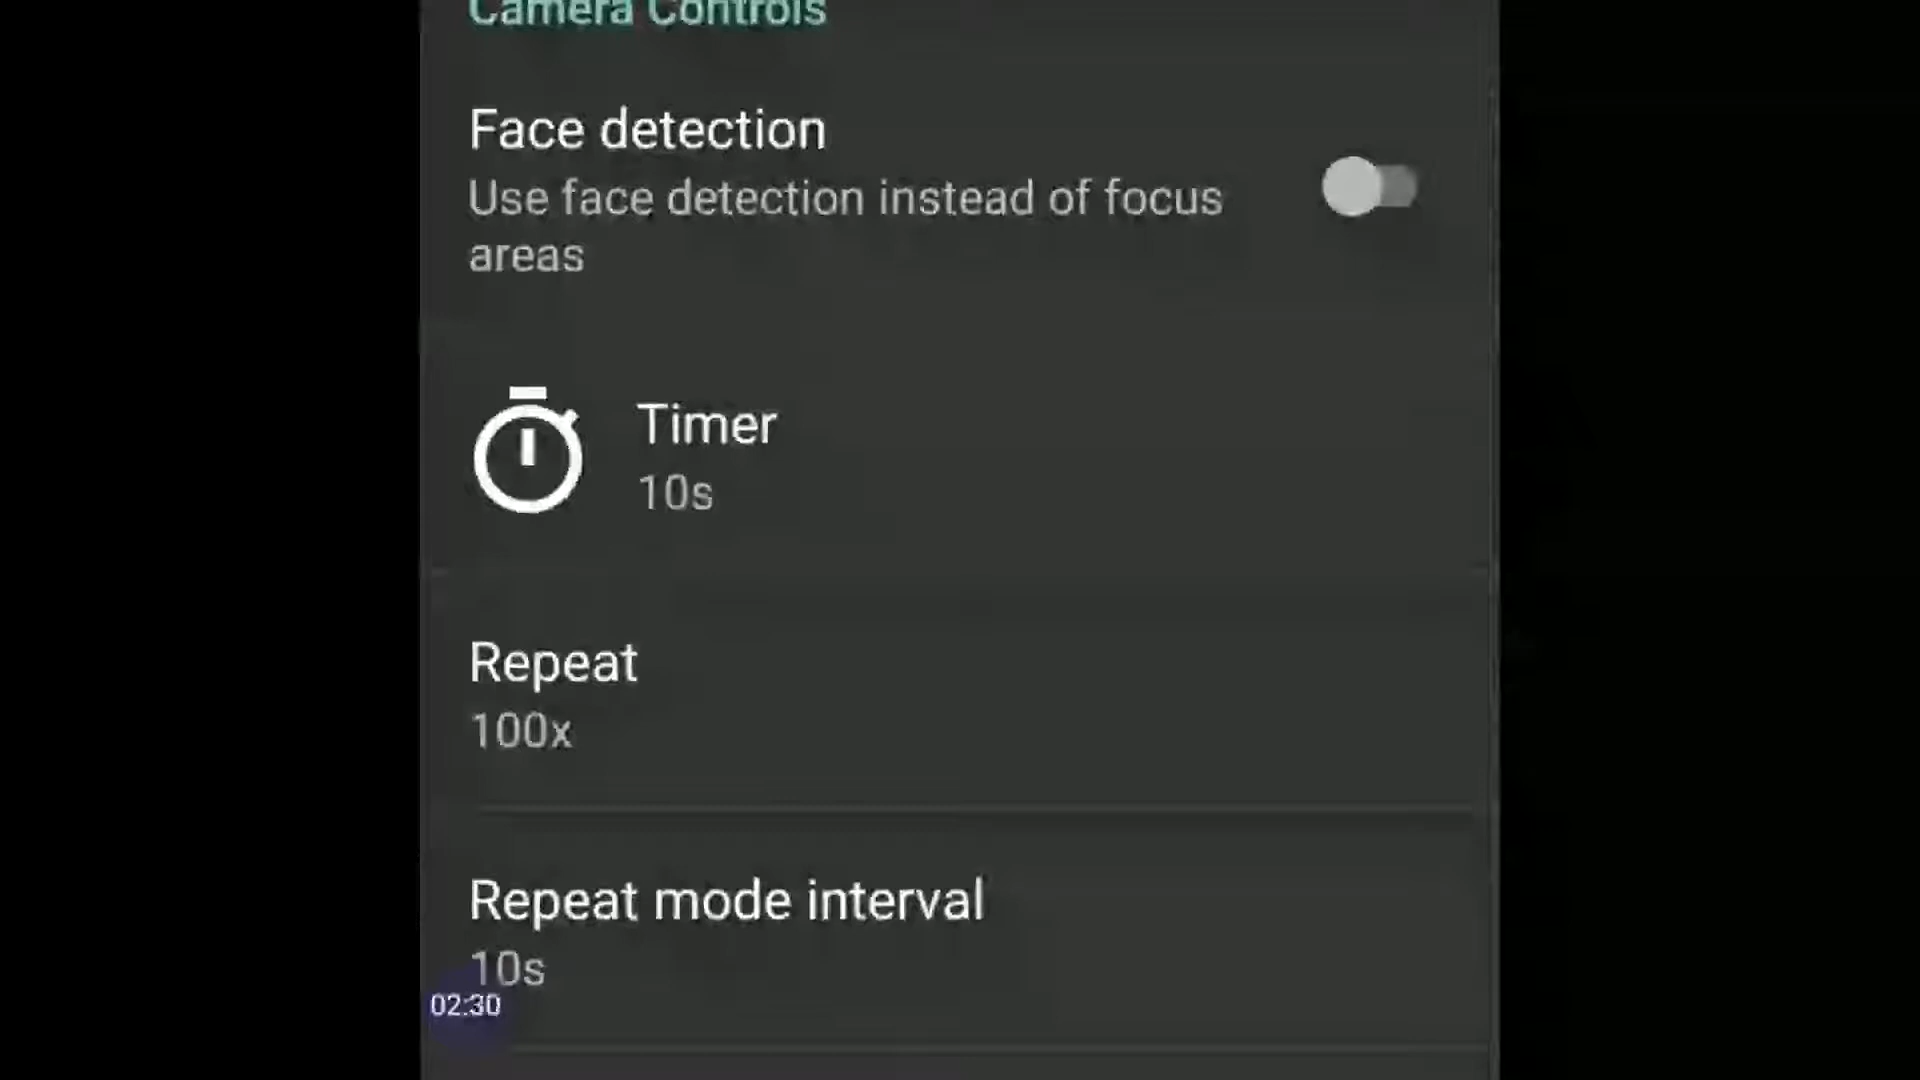 Camera Controls
Face detection
Use face detection instead of focus
areas
Timer
10s
Repeat
100x
Repeat mode interval
10s
02:30